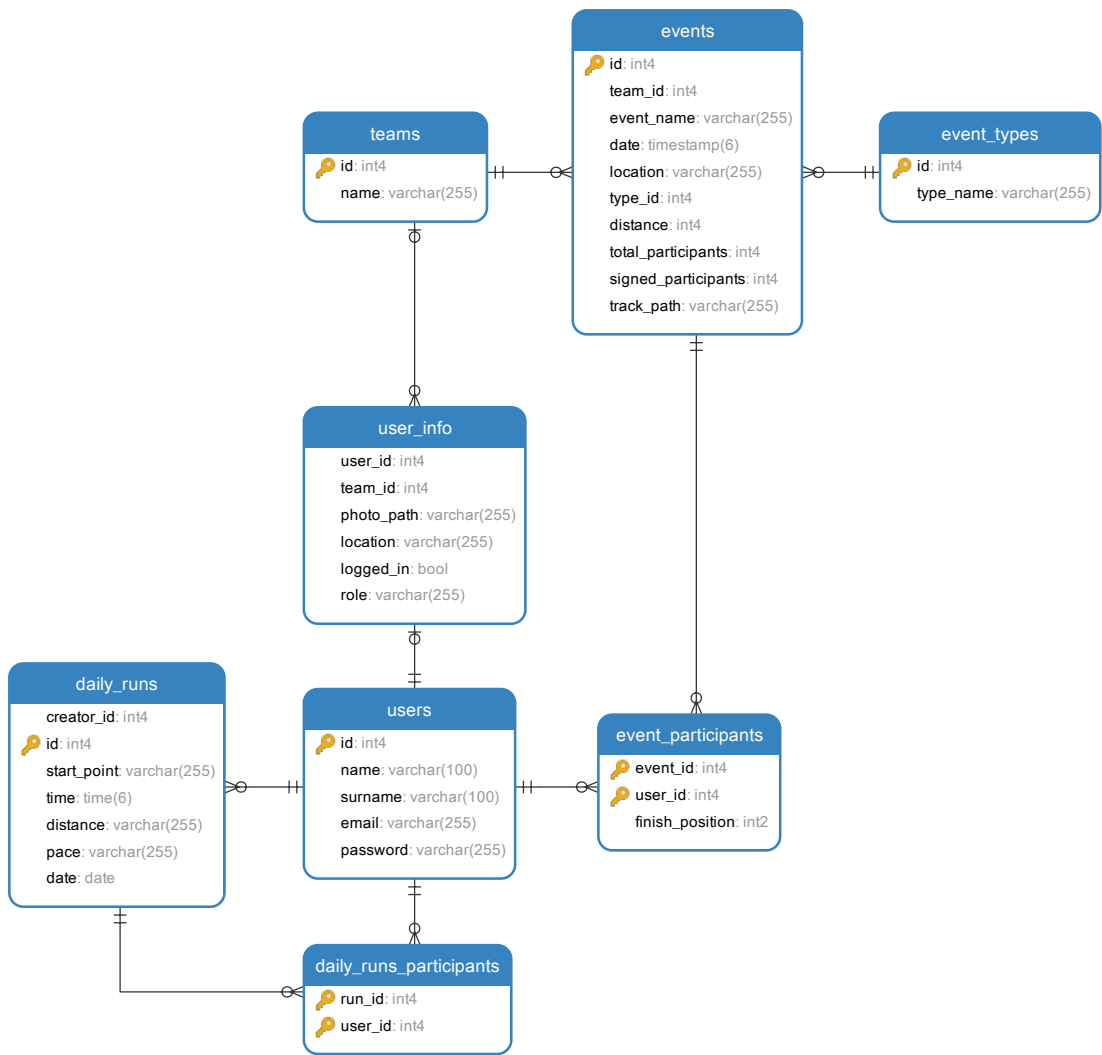 events
id: int4
team_id: int4
event_name: varchar(255)
date: timestamp(6)
location: varchar(255)
type_id: int4
distance: int4
total_participants: int4
signed_participants: int4
track_path: varchar(255)
teams
id: int4
name: varchar(255)
event_types
id: int4
type_name: varchar(255)
user_info
user_id: int4
team_id: int4
photo_path: varchar(255)
location: varchar(255)
logged_in: bool
role: varchar(255)
daily_runs
creator_id: int4
id: int4
start_point: varchar(255)
time: time(6)
distance: varchar(255)
pace: varchar(255)
date: date
users
id: int4
name: varchar(100)
surname: varchar(100)
email: varchar(255)
password: varchar(255)
event_participants
event_id: int4
user_id: int4
finish_position: int2
daily_runs_participants
run_id: int4
user_id: int4